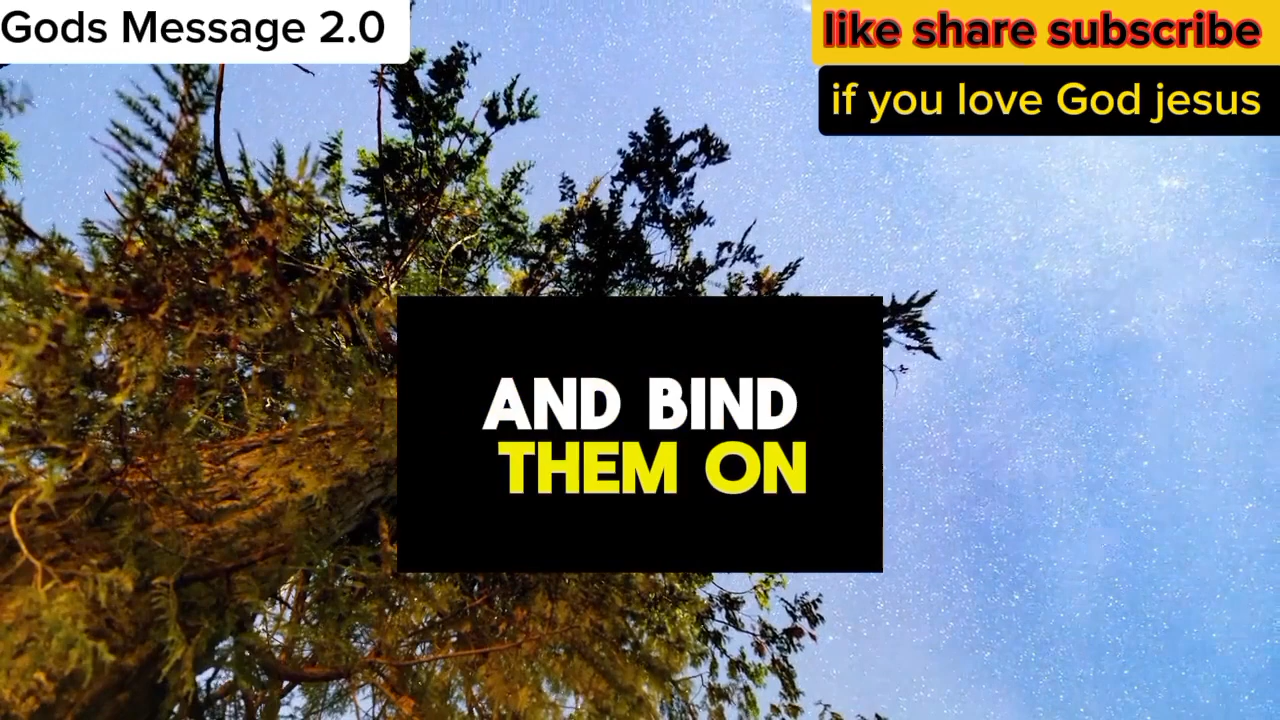 Gods Message 2.0
like share subscribe
if you love God jesus
AND BIND
THEM ON